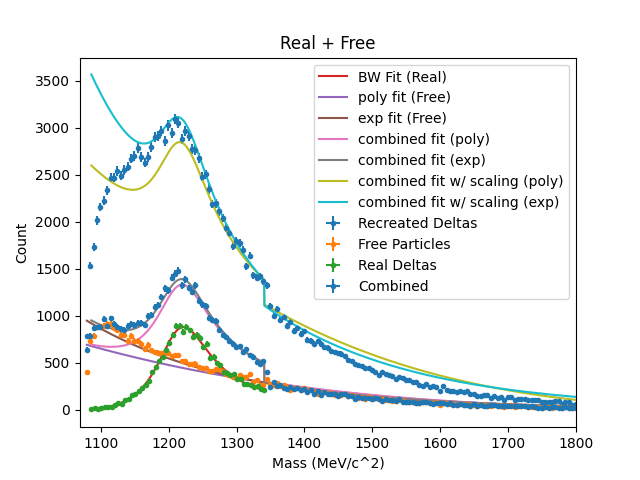 Real + Free
3500
3000
2500
2000
1500
1000
500
0
Count
BW Fit (Real)
poly fit (Free)
exp fit (Free)
combined fit (poly)
combined fit (exp)
combined fit w/ scaling (poly)
combined fit w/ scaling (exp)
Recreated Deltas
Free Particles
Real Deltas
Combined
1100 1200 1300 1400 1500 1600 1700 1800
Mass (MeV/c^2)